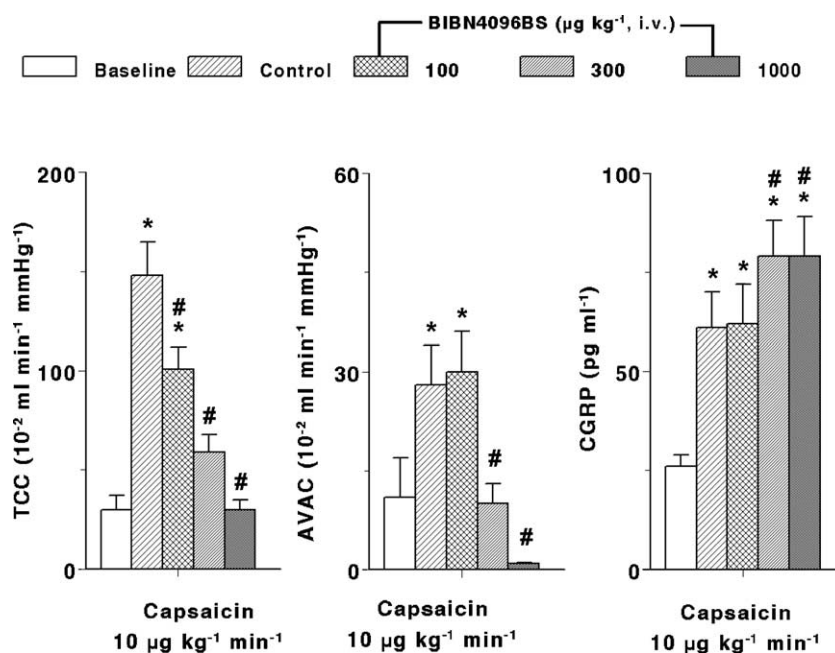 BIBN4096BS (µg kg⁻¹, i.v.)
Baseline Control 100 300 1000
200
100
0
TCC (10⁻² ml min⁻¹ mmHg⁻¹)
*
#
*
#
#
Capsaicin
10 µg kg⁻¹ min⁻¹
60
30
0
AVAC (10⁻² ml min⁻¹ mmHg⁻¹)
*
*
#
#
Capsaicin
10 µg kg⁻¹ min⁻¹
100
50
0
CGRP (pg ml⁻¹)
*
*
#
*
#
*
Capsaicin
10 µg kg⁻¹ min⁻¹